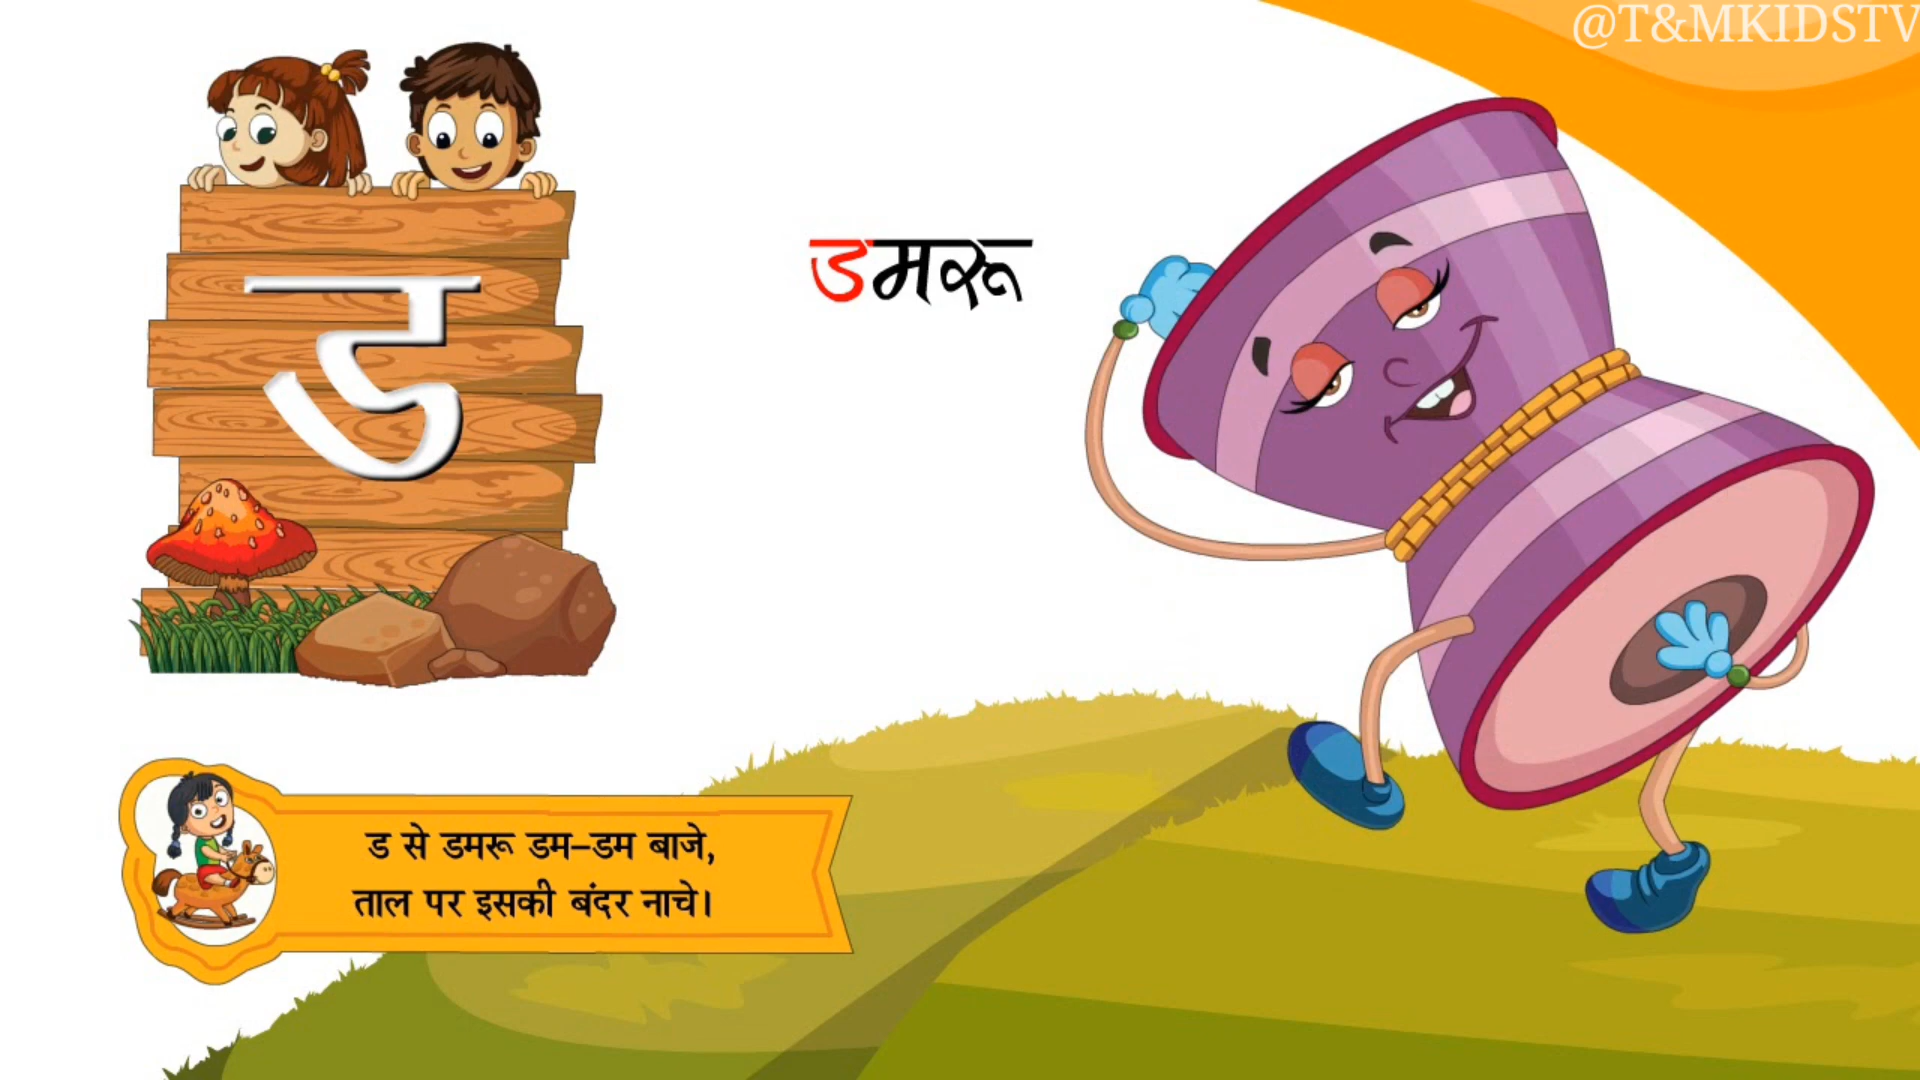 @T&MKIDSTV
ड
डमरू
ड से डमरू डम-डम बाजे,
ताल पर इसकी बंदर नाचे।